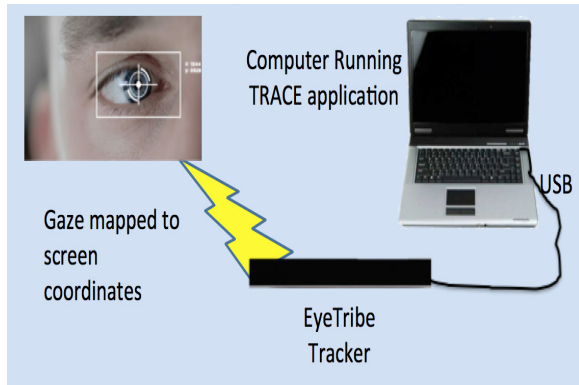 Computer Running
TRACE application
USB
Gaze mapped to
screen
coordinates
EyeTribe
Tracker